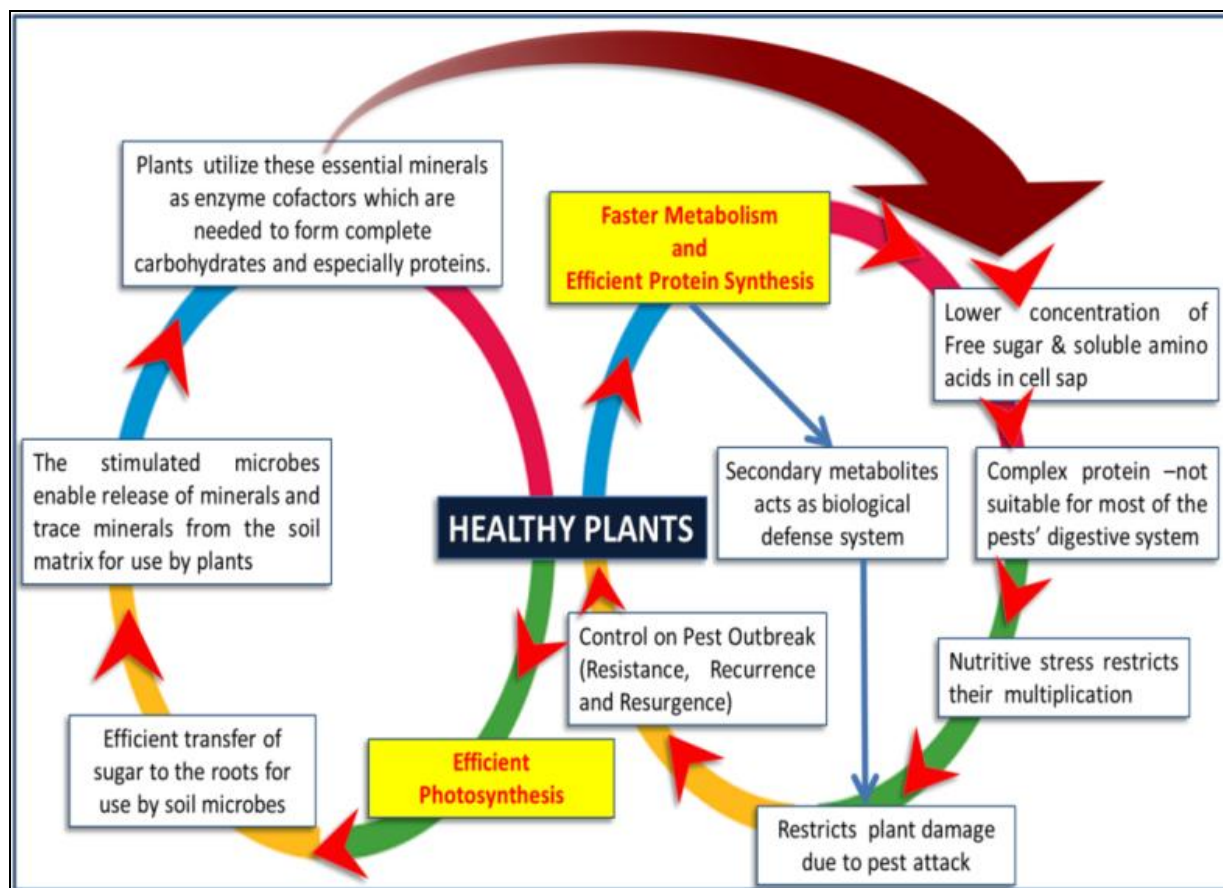 Plants utilize these essential minerals
as enzyme cofactors which are
needed to form complete
carbohydrates and especially proteins.
Faster Metabolism
and
Efficient Protein Synthesis
Lower concentration of
Free sugar & soluble amino
acids in cell sap
The stimulated microbes
enable release of minerals and
trace minerals from the soil
matrix for use by plants
HEALTHY PLANTS
Secondary metabolites
acts as biological
defense system
Complex protein –not
suitable for most of the
pests’ digestive system
Control on Pest Outbreak
(Resistance, Recurrence
and Resurgence)
Nutritive stress restricts
their multiplication
Efficient transfer of
sugar to the roots for
use by soil microbes
Efficient
Photosynthesis
Restricts plant damage
due to pest attack